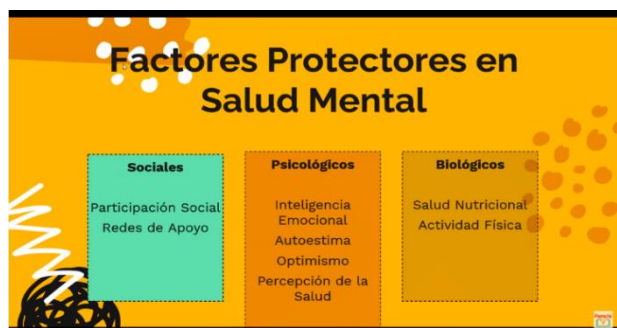 Factores Protectores en
Salud Mental
Sociales
Participación Social
Redes de Apoyo
Psicológicos
Inteligencia
Emocional
Autoestima
Optimismo
Percepción de la
Salud
Biológicos
Salud Nutricional
Actividad Física